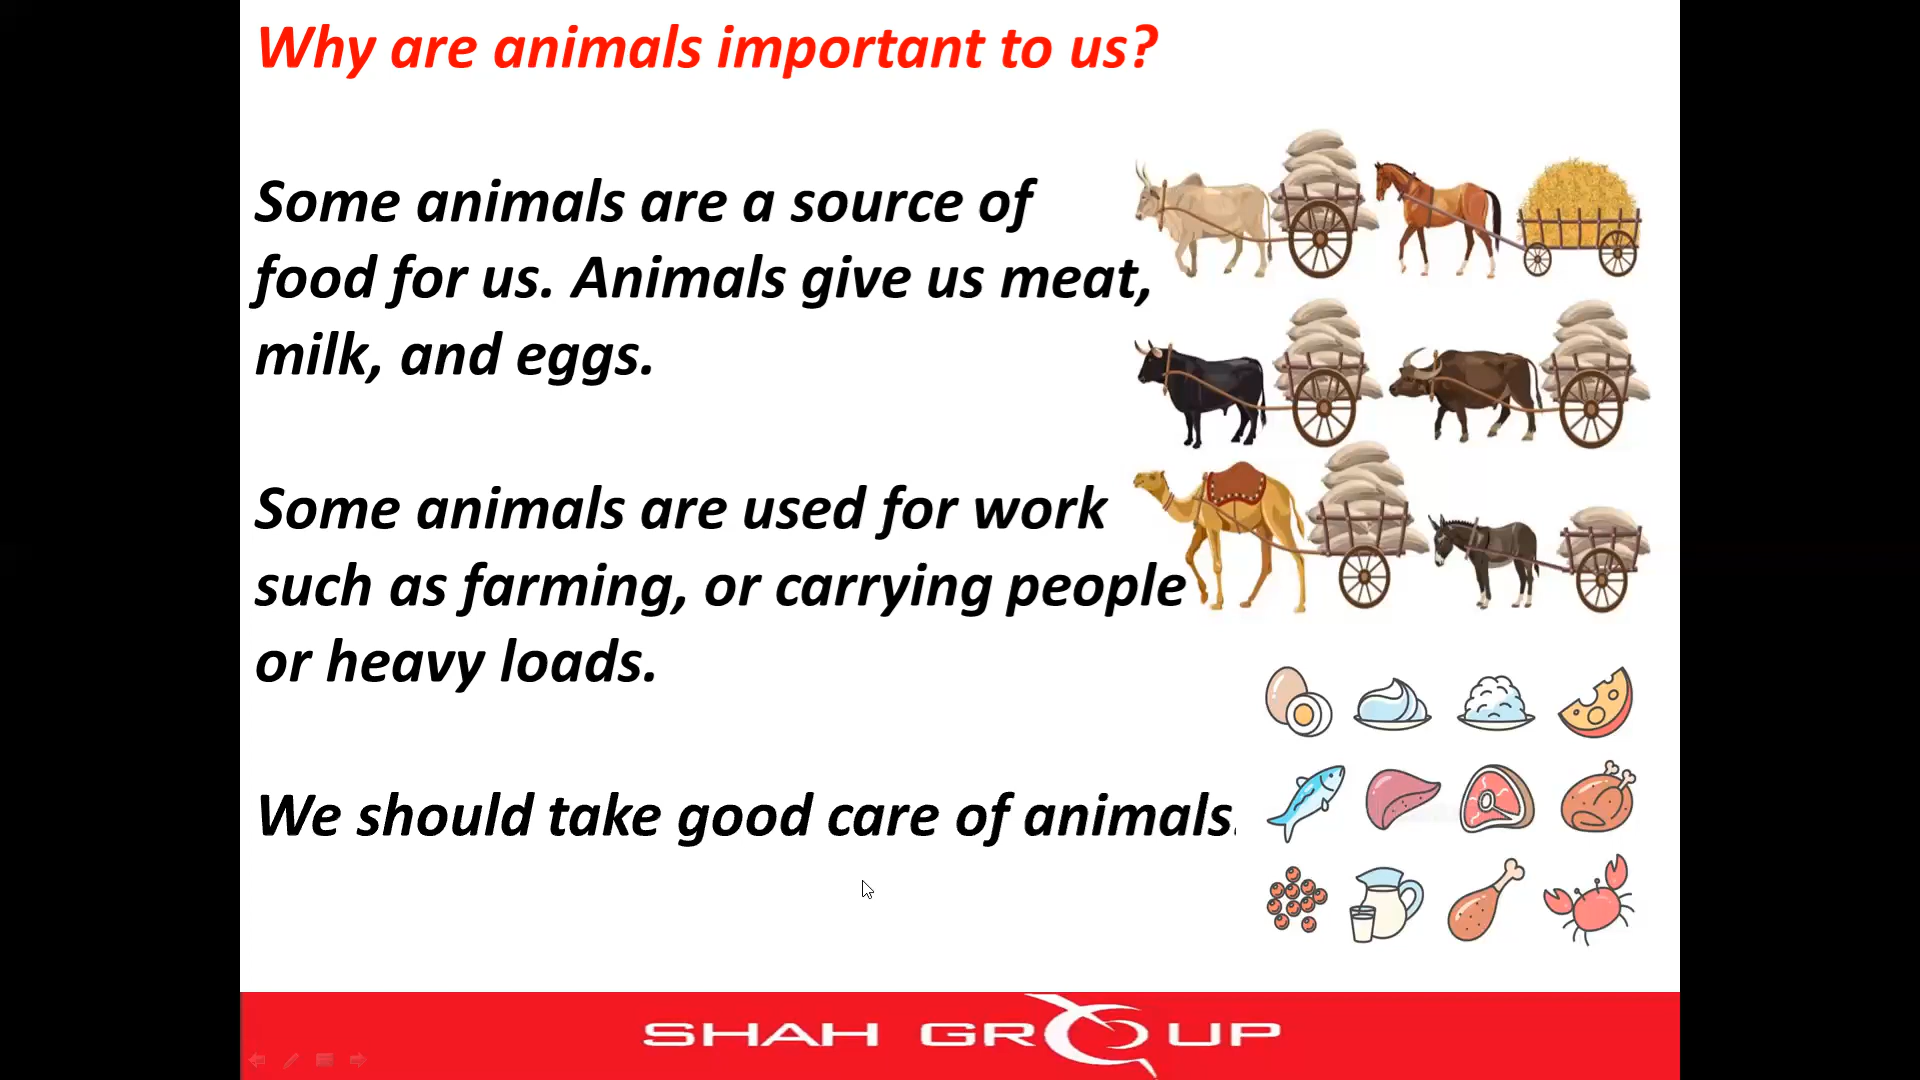 Why are animals important to us?
Some animals are a source of
food for us. Animals give us meat,
milk, and eggs.
Some animals are used for work
such as farming, or carrying people
or heavy loads.
We should take good care of animals.
SHAH GROUP